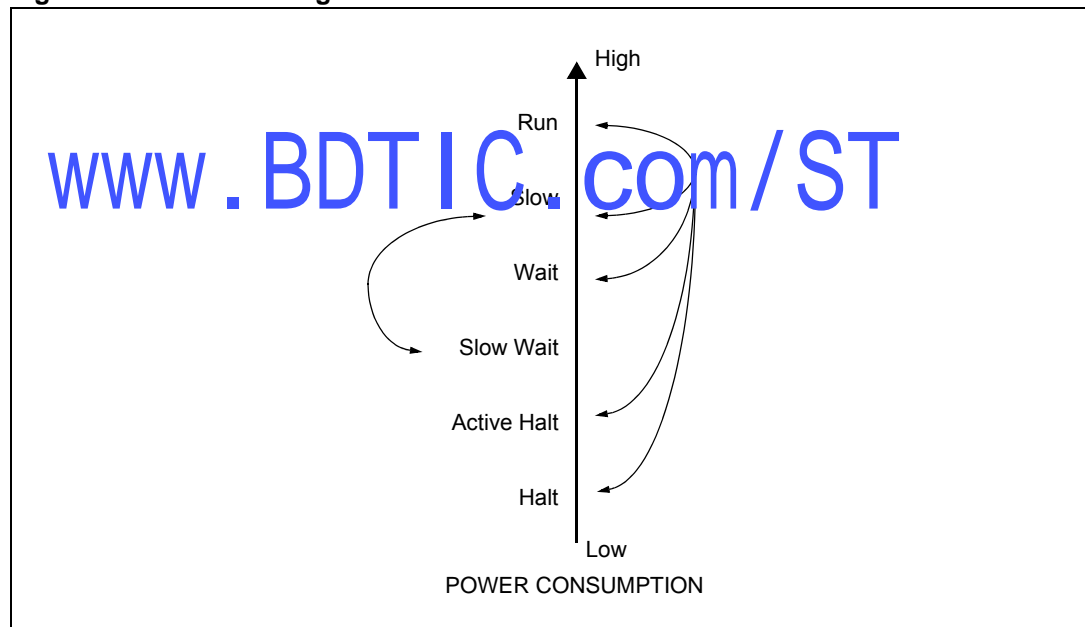 High
Run
www.BDTIC.com/ST
Slow
Wait
Slow Wait
Active Halt
Halt
Low
POWER CONSUMPTION